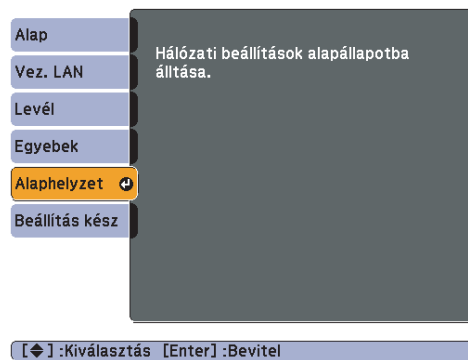 Alap
Vez. LAN
Levél
Egyebek
Alaphelyzet
Beállítás kész
Hálózati beállítások alapállapotba
álltása.
[◆] :Kiválasztás [Enter] :Bevitel